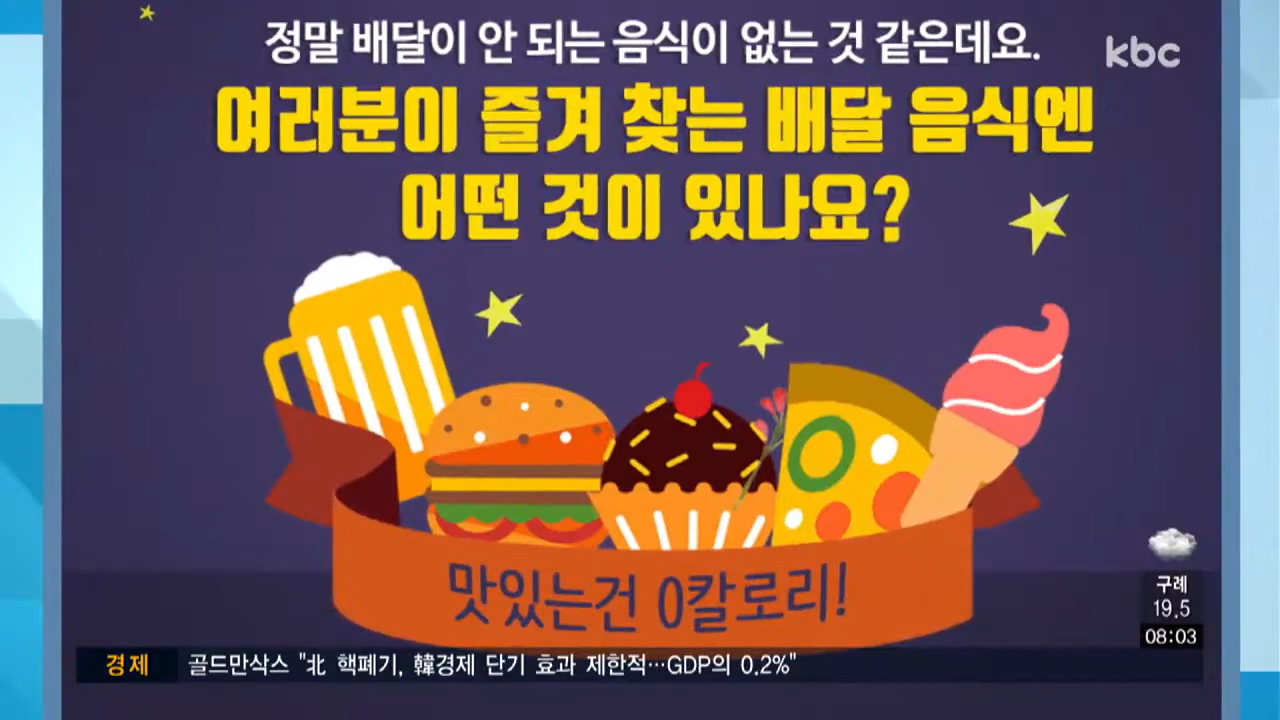 정말 배달이 안 되는 음식이 없는 것 같은데요.
kbc
여러분이 즐겨 찾는 배달 음식엔
어떤 것이 있나요?
맛있는건 0칼로리!
구례
19.5
08:03
경제 골드만삭스 "北 핵폐기, 韓경제 단기 효과 제한적…GDP의 0.2%"